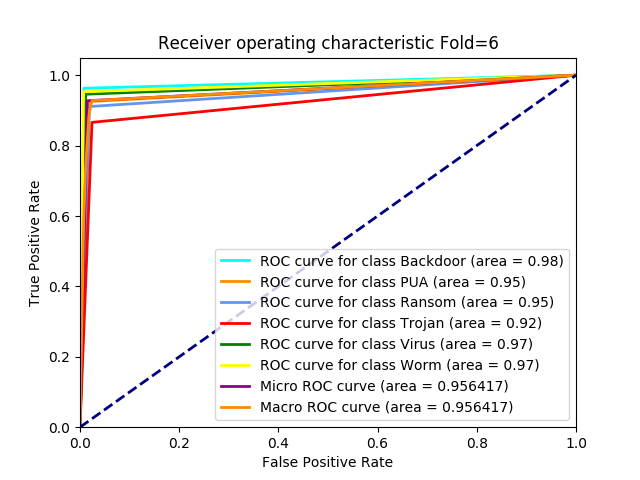 Receiver operating characteristic Fold=6
True Positive Rate
1.0
0.8
0.6
0.4
0.2
0.0
ROC curve for class Backdoor (area = 0.98)
ROC curve for class PUA (area = 0.95)
ROC curve for class Ransom (area = 0.95)
ROC curve for class Trojan (area = 0.92)
ROC curve for class Virus (area = 0.97)
ROC curve for class Worm (area = 0.97)
Micro ROC curve (area = 0.956417)
Macro ROC curve (area = 0.956417)
0.0 0.2 0.4 0.6 0.8 1.0
False Positive Rate